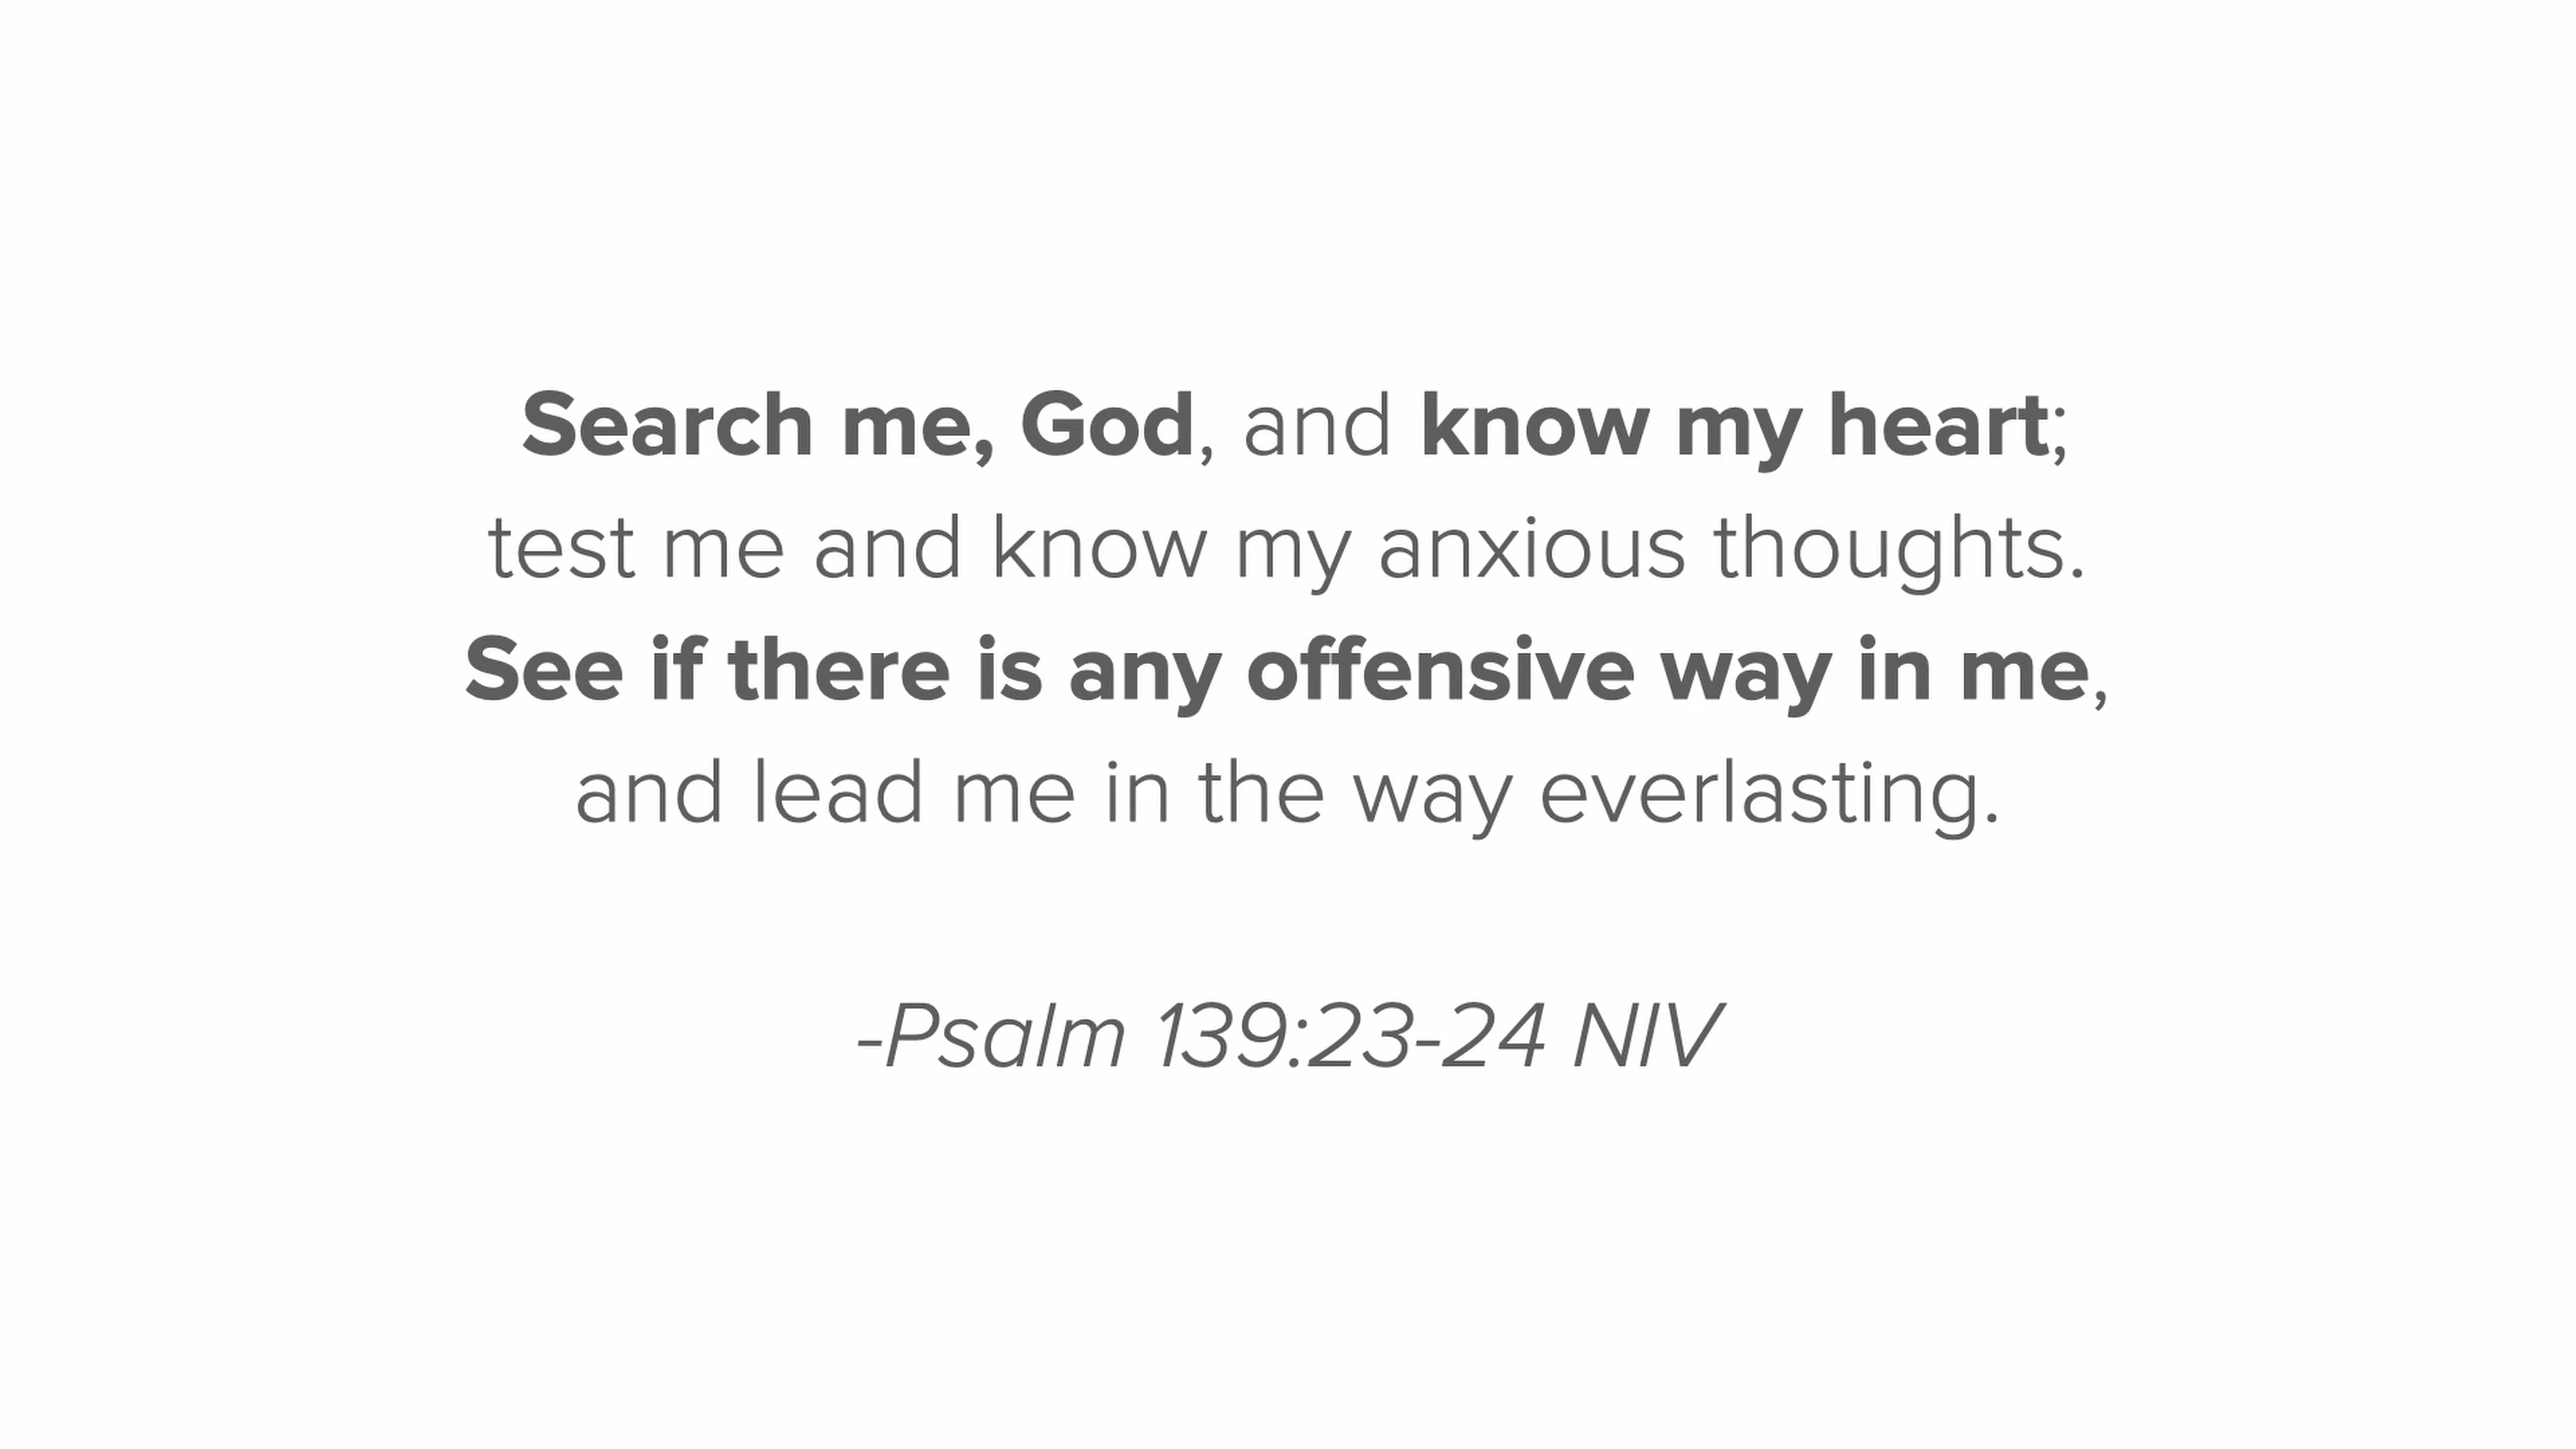 Search me, God, and know my heart;
test me and know my anxious thoughts.
See if there is any offensive way in me,
and lead me in the way everlasting.
-Psalm 139:23-24 NIV